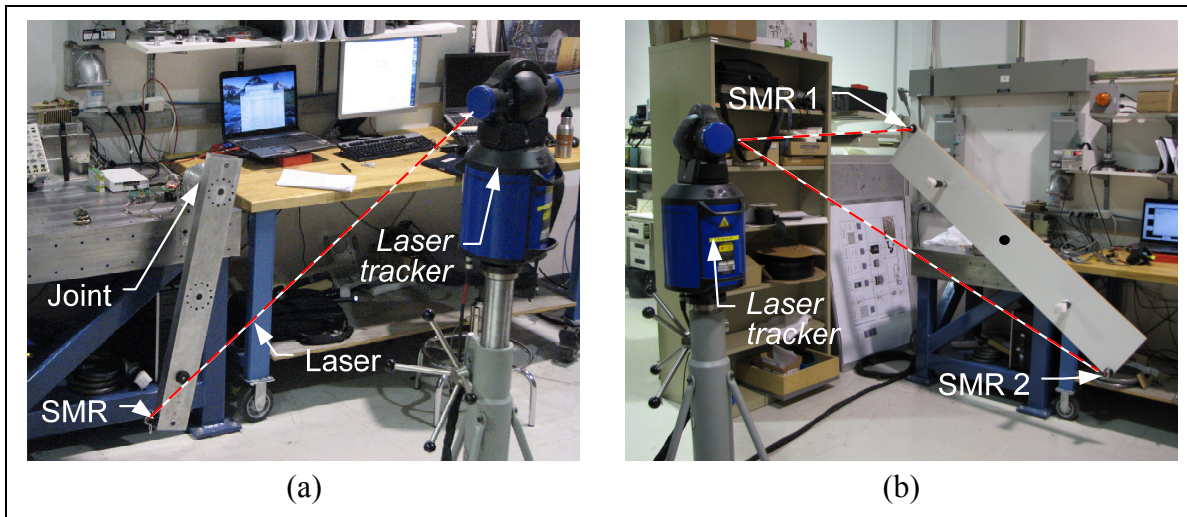 Laser
tracker
Joint
Laser
SMR
SMR 1
Laser
tracker
SMR 2
(a)
(b)